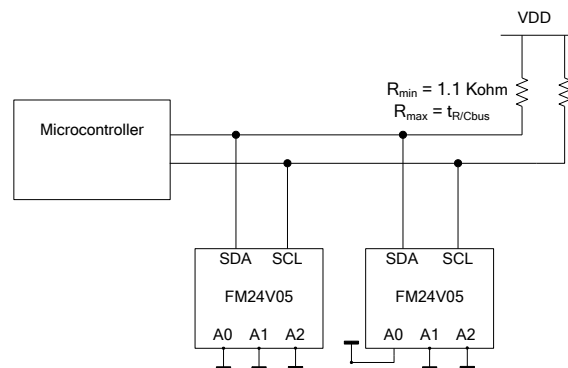 VDD
Rmin = 1.1 Kohm
Rmax = tR/Cbus
Microcontroller
SDA SCL
FM24V05
A0 A1 A2
SDA SCL
FM24V05
A0 A1 A2